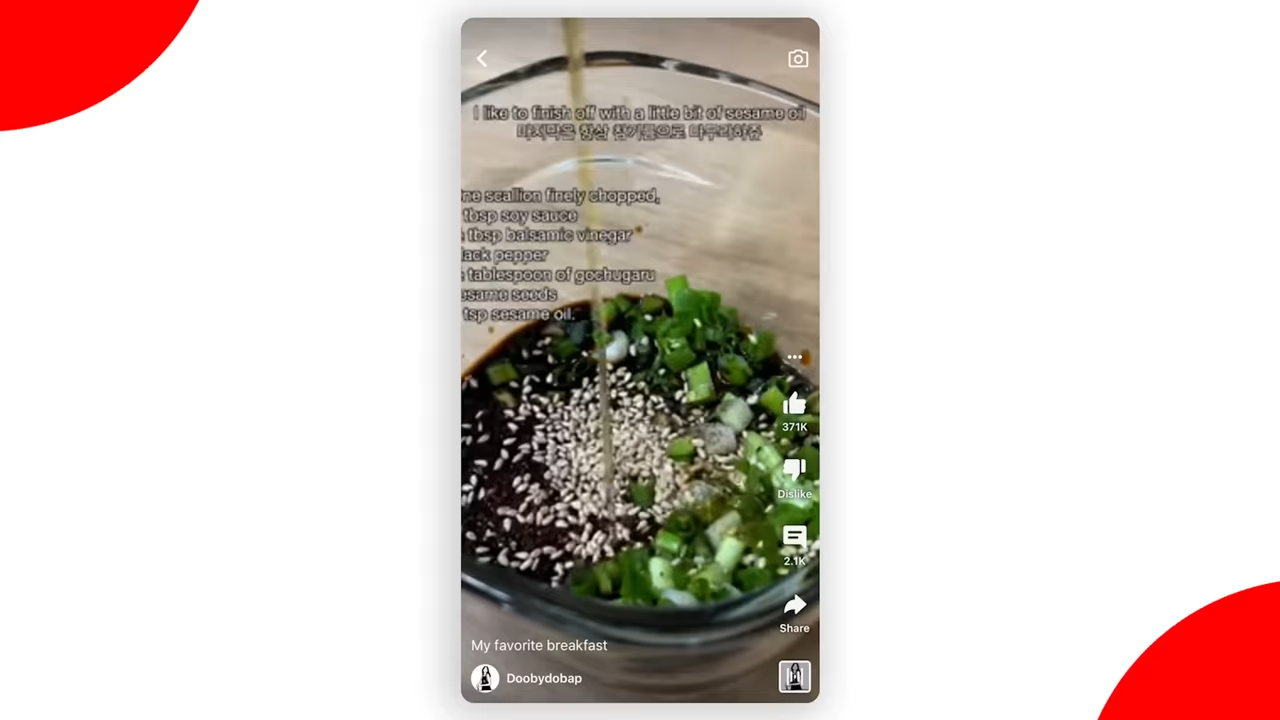 I like to finish off with a little bit of sesame oil
마지막은 항상 참기름으로 마무리하쥬
ne scallion finely chopped,
tbsp soy sauce
tbsp balsamic vinegar
lack pepper
tablespoon of gochugaru
esame seeds
tsp sesame oil.
371K
Dislike
2.1K
Share
My favorite breakfast
Doobydobap